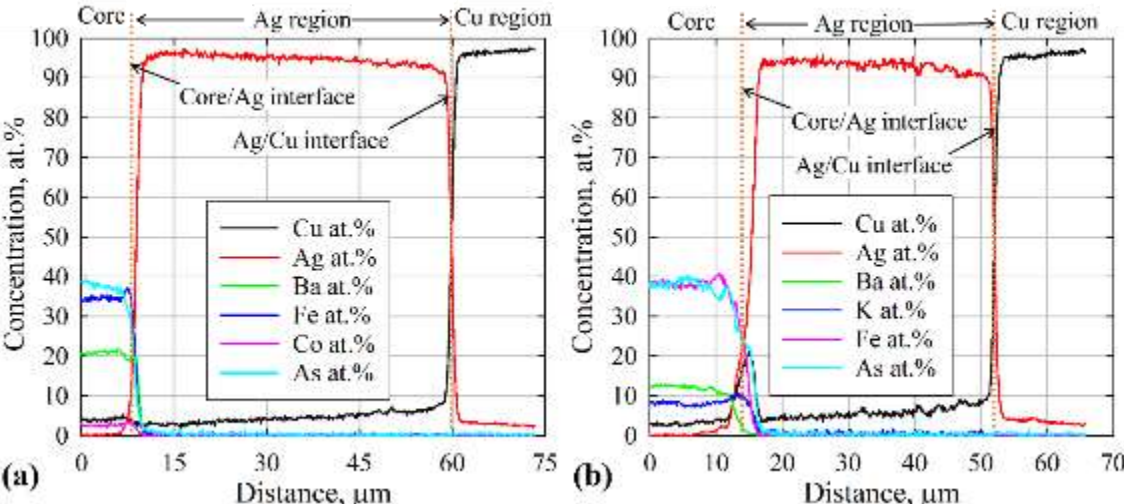 Core Ag region Cu region
100
90
80
70
60
50
40
30
20
10
0
Concentration, at.%
Core/Ag interface
Ag/Cu interface
Cu at.%
Ag at.%
Ba at.%
Fe at.%
Co at.%
As at.%
0 15 30 45 60 75
(a) Distance, μm
Core Ag region Cu region
100
90
80
70
60
50
40
30
20
10
0
Concentration, at.%
Core/Ag interface
Ag/Cu interface
Cu at.%
Ag at.%
Ba at.%
K at.%
Fe at.%
As at.%
0 10 20 30 40 50 60 70
(b) Distance, μm